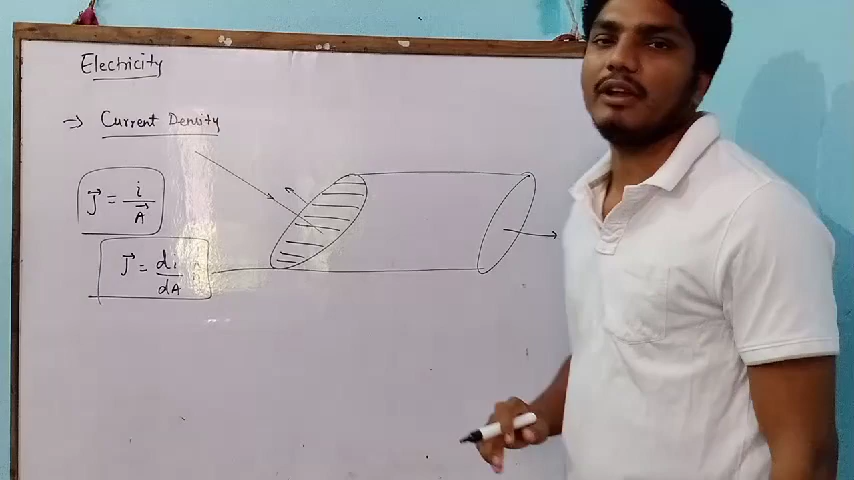 Electricity
→ Current Density
J⃗ = i / A⃗
J⃗ = di / dA